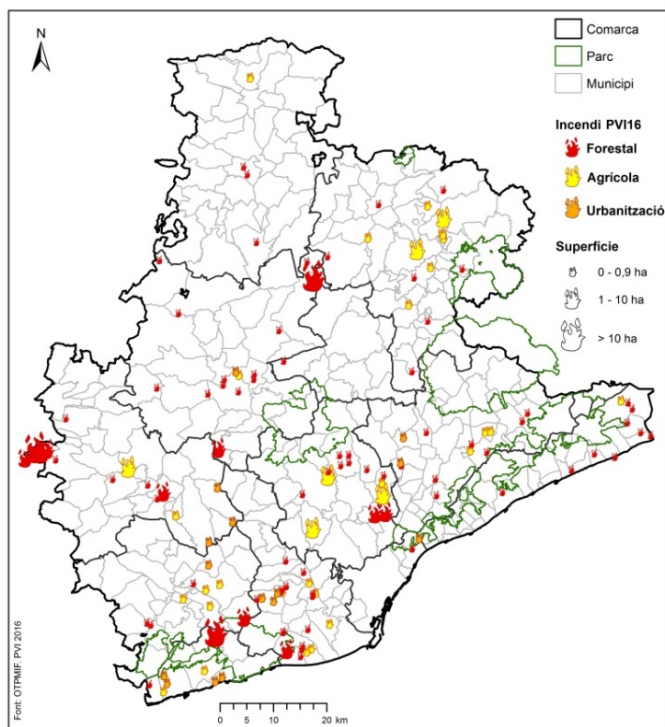 N
Comarca
Parc
Municipi
Incendi PVI16
Forestal
Agrícola
Urbanització
Superfície
0 - 0,9 ha
1 - 10 ha
> 10 ha
Font: OTPMIF. PVI 2016
0 5 10 20 km